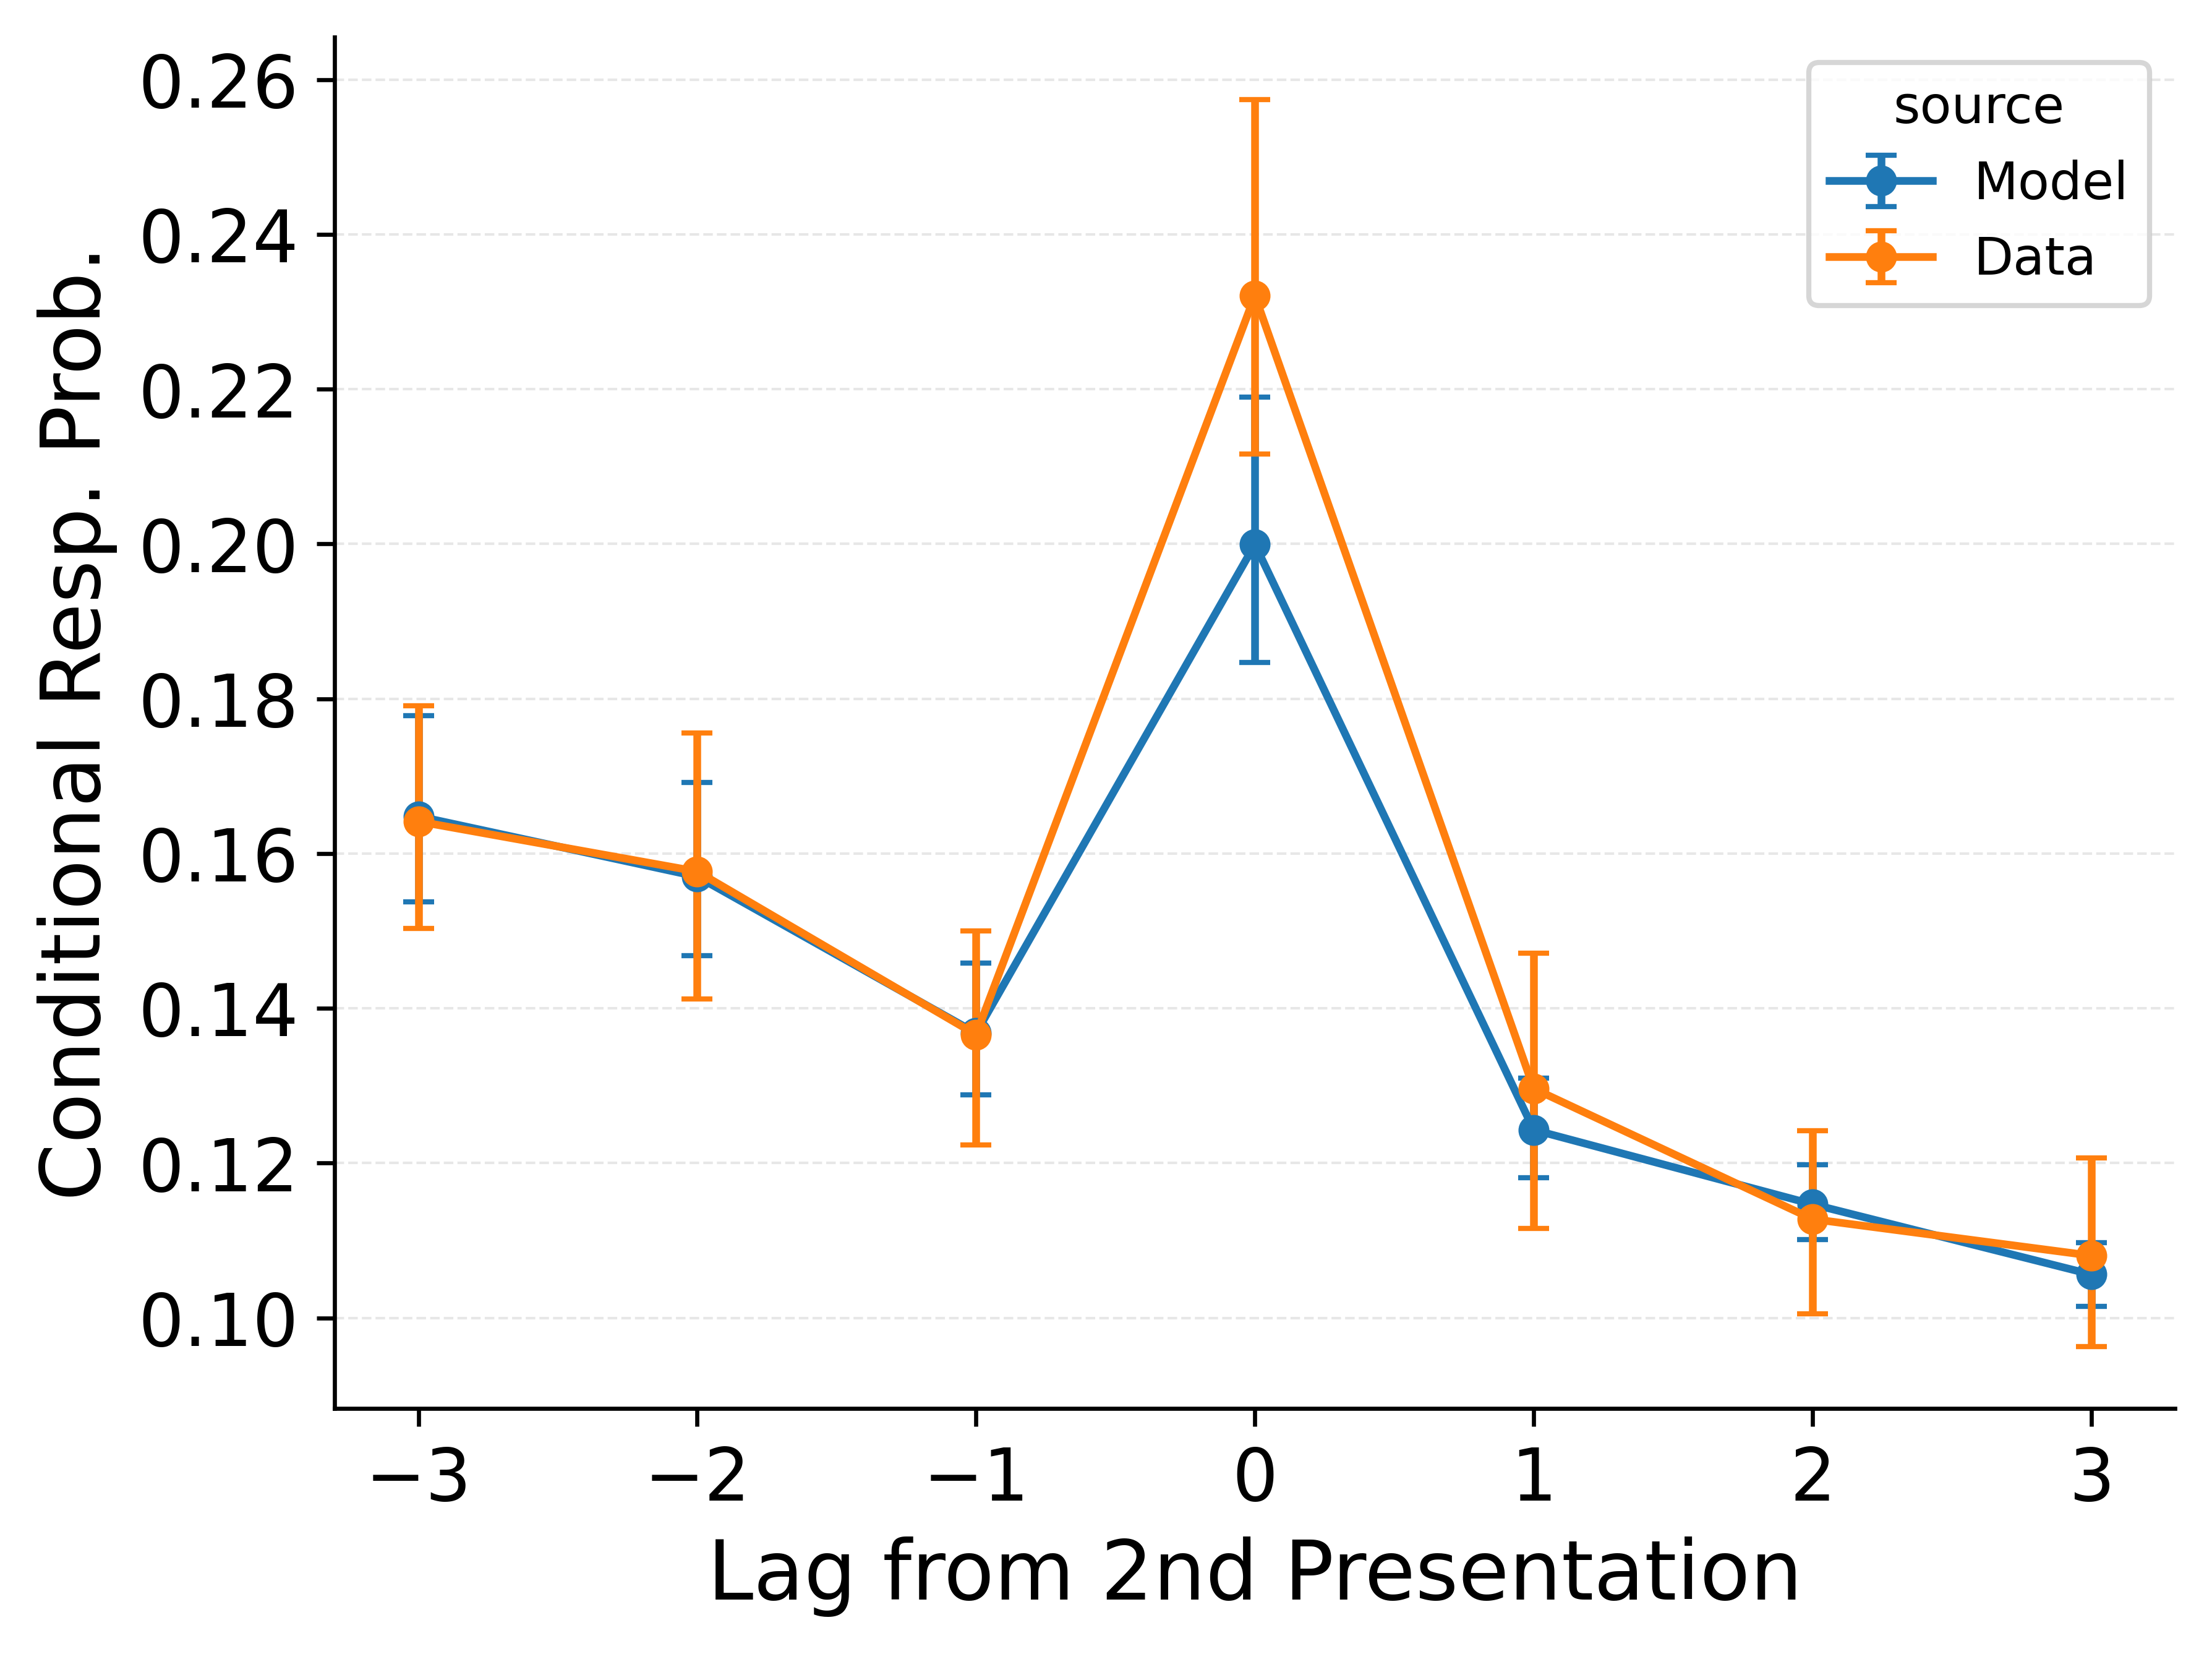 Conditional Resp. Prob.
0.26
0.24
0.22
0.20
0.18
0.16
0.14
0.12
0.10
source
Model
Data
−3 −2 −1 0 1 2 3
Lag from 2nd Presentation